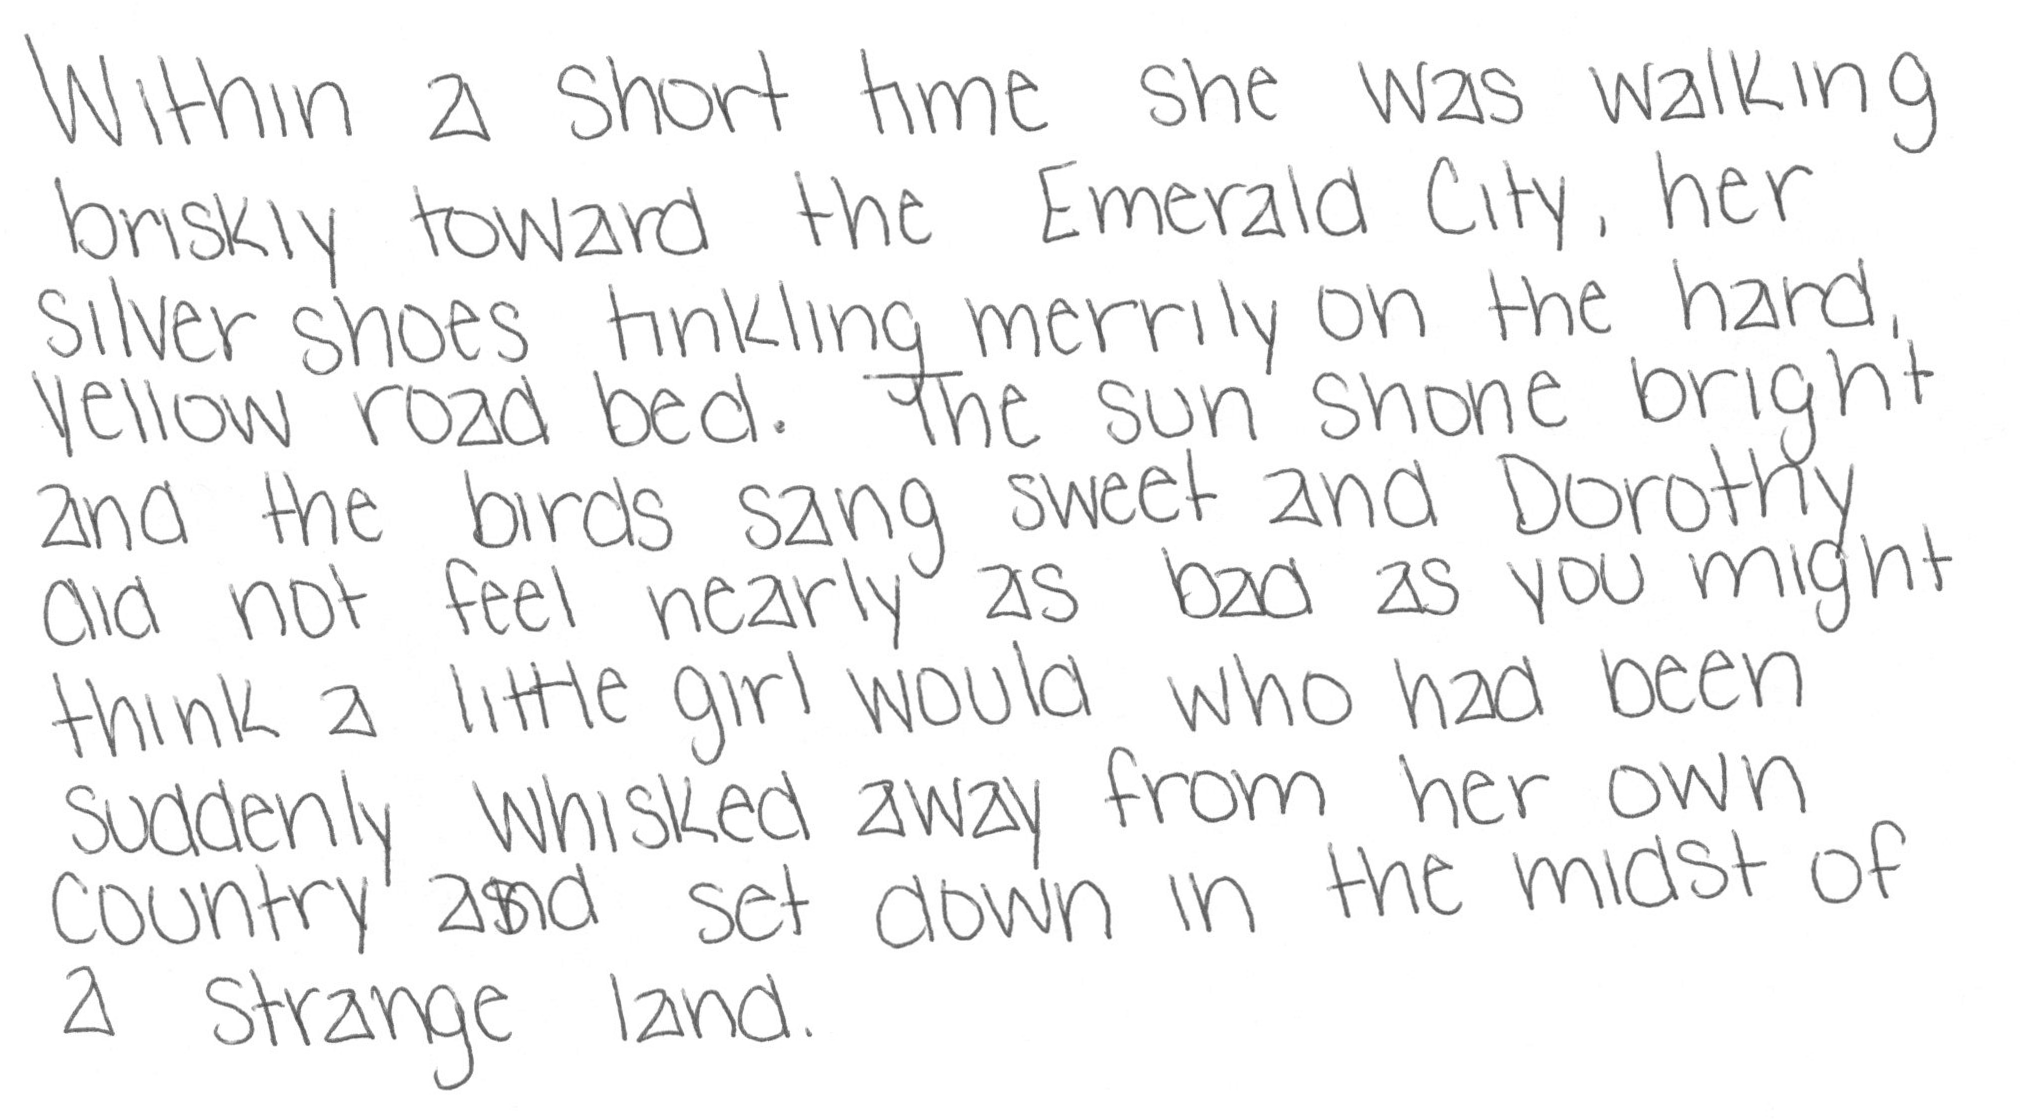 Within a short time she was walking
briskly toward the Emerald City, her
silver shoes tinkling merrily on the hard,
yellow road bed. The sun shone bright
and the birds sang sweet and Dorothy
did not feel nearly as bad as you might
think a little girl would who had been
suddenly whisked away from her own
country and set down in the midst of
a strange land.